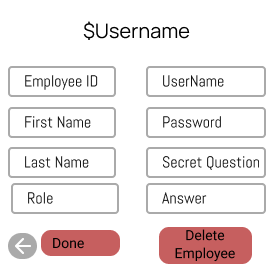 $Username
Employee ID
UserName
First Name
Password
Last Name
Secret Question
Role
Answer
Done
Delete
Employee